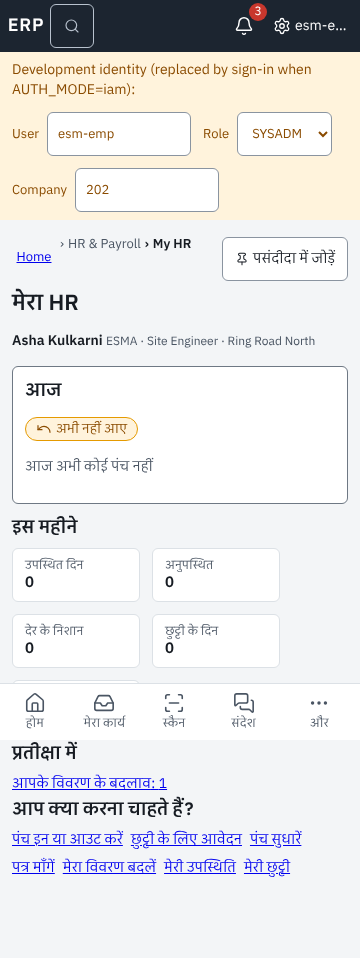 ERP
3
esm-e...
Development identity (replaced by sign-in when
AUTH_MODE=iam):
User esm-emp Role SYSADM
Company 202
Home › HR & Payroll › My HR
पसंदीदा में जोड़ें
मेरा HR
Asha Kulkarni ESMA · Site Engineer · Ring Road North
आज
अभी नहीं आए
आज अभी कोई पंच नहीं
इस महीने
उपस्थित दिन
0
अनुपस्थित
0
देर के निशान
0
छुट्टी के दिन
0
होम
मेरा कार्य
स्कैन
संदेश
और
प्रतीक्षा में
आपके विवरण के बदलाव: 1
आप क्या करना चाहते हैं?
पंच इन या आउट करें छुट्टी के लिए आवेदन पंच सुधारें
पत्र माँगें मेरा विवरण बदलें मेरी उपस्थिति मेरी छुट्टी